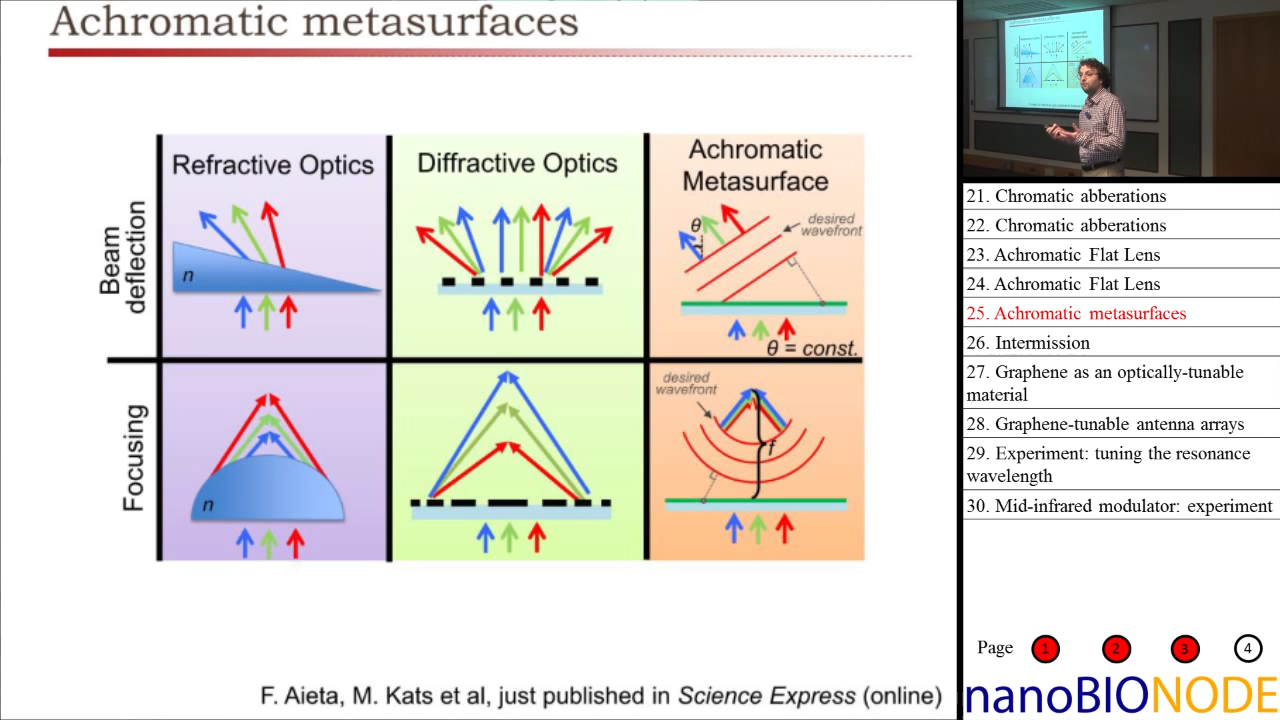 Achromatic metasurfaces
Refractive Optics
Diffractive Optics
Achromatic
Metasurface
Beam
deflection
n
θ
desired
wavefront
θ = const.
Focusing
n
desired
wavefront
f
F. Aieta, M. Kats et al, just published in Science Express (online)
21. Chromatic abberations
22. Chromatic abberations
23. Achromatic Flat Lens
24. Achromatic Flat Lens
25. Achromatic metasurfaces
26. Intermission
27. Graphene as an optically-tunable
material
28. Graphene-tunable antenna arrays
29. Experiment: tuning the resonance
wavelength
30. Mid-infrared modulator: experiment
Page 1 2 3 4
nanoBIONODE